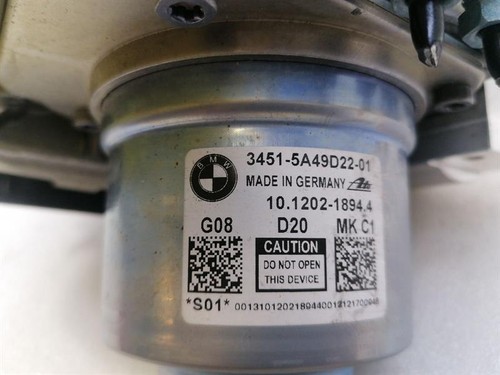 BMW
3451-5A49D22-01
MADE IN GERMANY Ate
10.1202-1894.4
G08 D20 MK C1
CAUTION
DO NOT OPEN
THIS DEVICE
*S01*